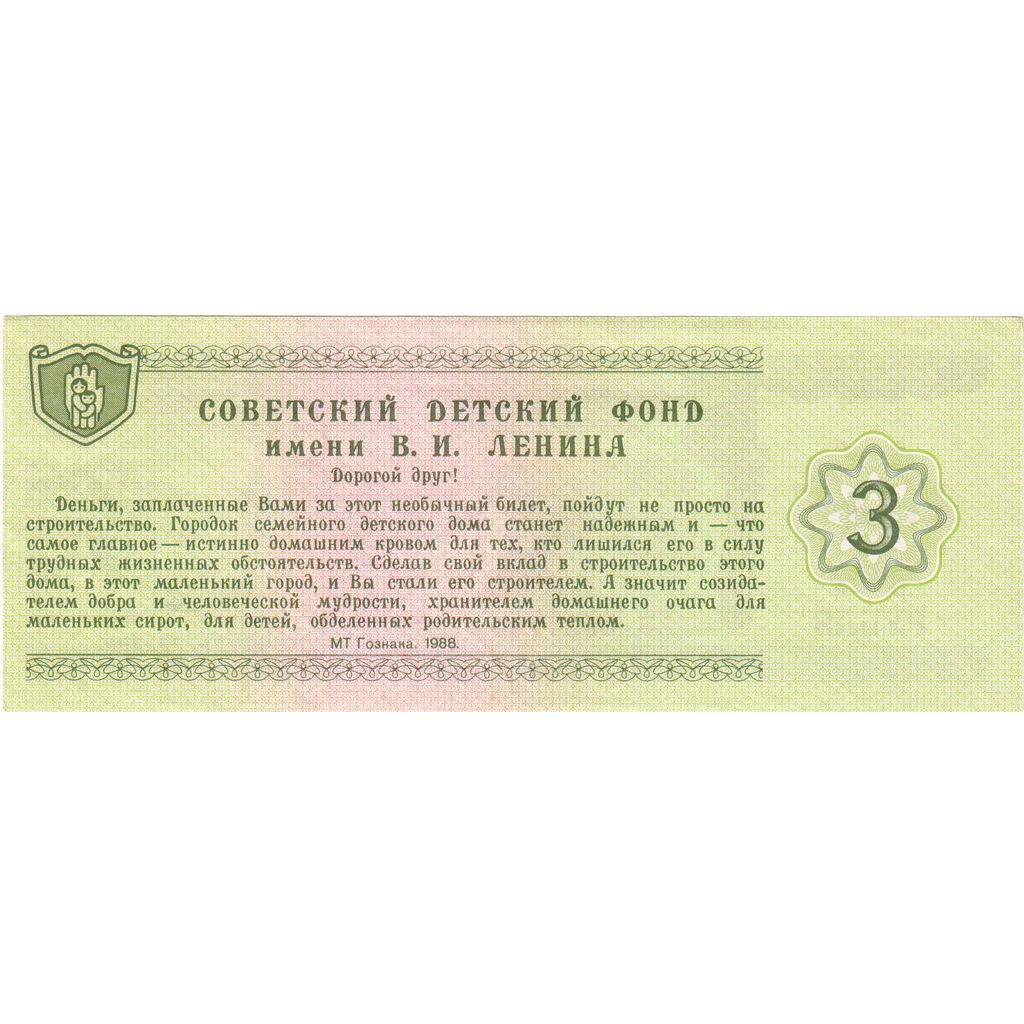 СОВЕТСКИЙ ДЕТСКИЙ ФОНД
имени В. И. ЛЕНИНА
Дорогой друг!
Деньги, заплаченные Вами за этот необычный билет, пойдут не просто на
строительство. Городок семейного детского дома станет надежным и — что
самое главное — истинно домашним кровом для тех, кто лишился его в силу
трудных жизненных обстоятельств. Сделав свой вклад в строительство этого
дома, в этот маленький город, и Вы стали его строителем. А значит созида-
телем добра и человеческой мудрости, хранителем домашнего очага для
маленьких сирот, для детей, обделенных родительским теплом.
МТ Гознака. 1988.
3